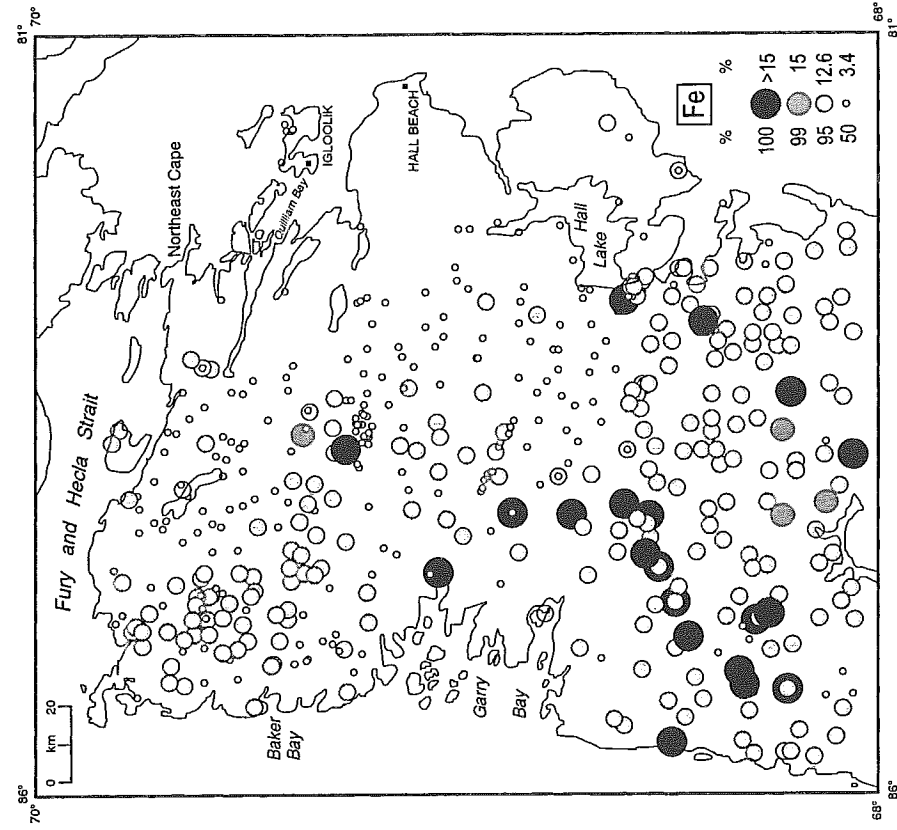 81°
70°
68°
81°
Fury and Hecla Strait
Northeast Cape
IGLOOLIK
Quilliam Bay
HALL BEACH
Hall
Lake
Fe
% %
100 >15
99 15
95 12.6
50 3.4
Baker
Bay
Garry
Bay
20
km
0
86°
70°
68°
86°